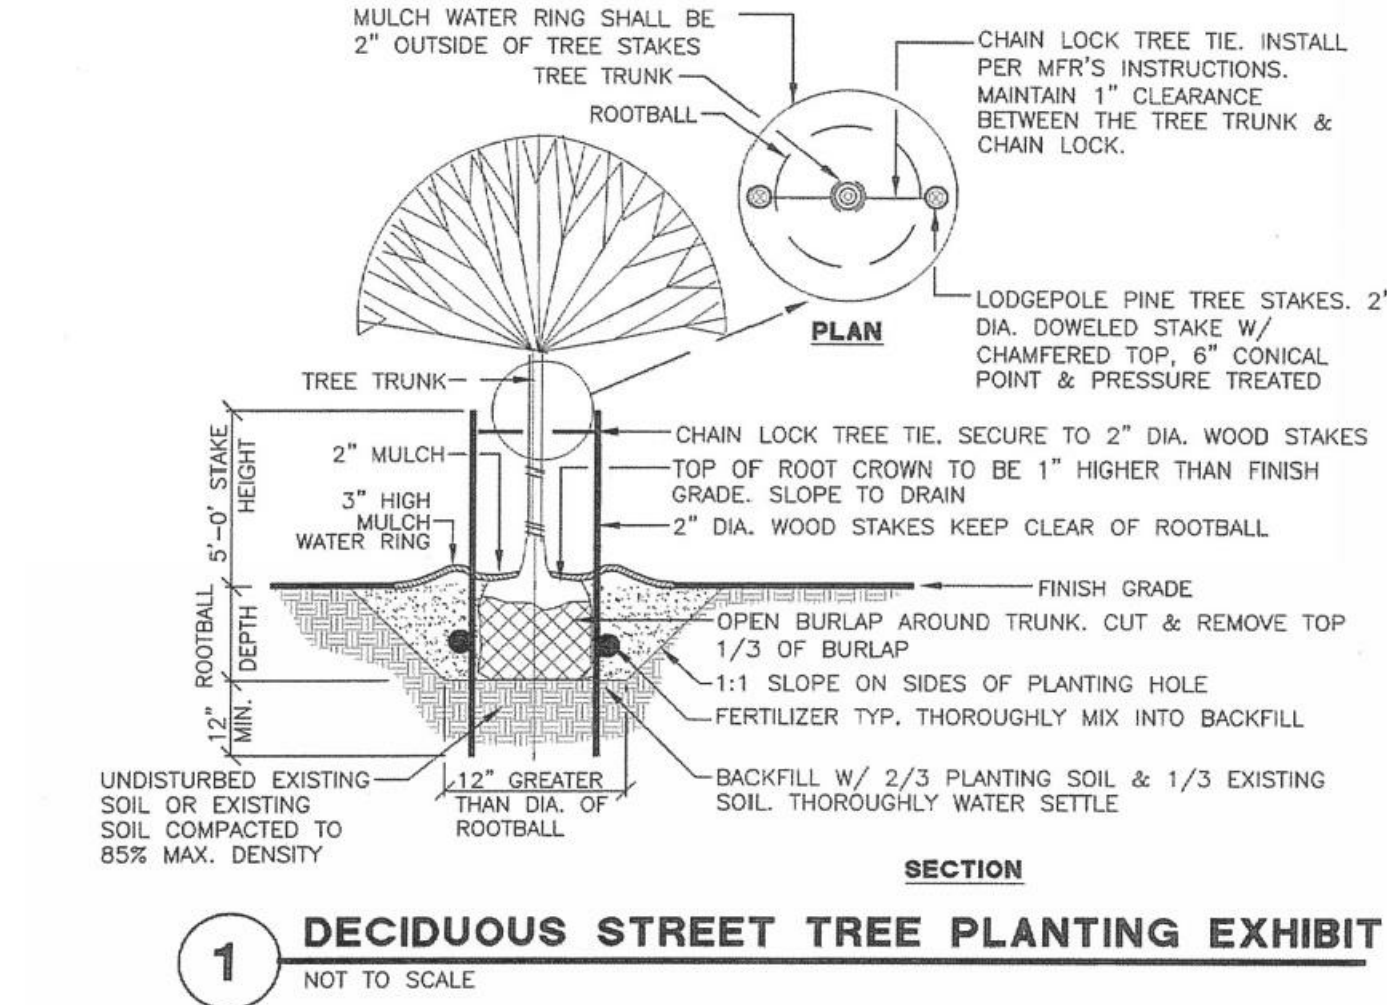 MULCH WATER RING SHALL BE
2" OUTSIDE OF TREE STAKES
TREE TRUNK
ROOTBALL
CHAIN LOCK TREE TIE. INSTALL
PER MFR'S INSTRUCTIONS.
MAINTAIN 1" CLEARANCE
BETWEEN THE TREE TRUNK &
CHAIN LOCK.
LODGEPOLE PINE TREE STAKES. 2'
DIA. DOWELED STAKE W/
CHAMFERED TOP, 6" CONICAL
POINT & PRESSURE TREATED
PLAN
TREE TRUNK
CHAIN LOCK TREE TIE. SECURE TO 2" DIA. WOOD STAKES
2" MULCH
TOP OF ROOT CROWN TO BE 1" HIGHER THAN FINISH
GRADE. SLOPE TO DRAIN
3" HIGH
MULCH
WATER RING
2" DIA. WOOD STAKES KEEP CLEAR OF ROOTBALL
5'-0' STAKE
HEIGHT
FINISH GRADE
ROOTBALL
DEPTH
OPEN BURLAP AROUND TRUNK. CUT & REMOVE TOP
1/3 OF BURLAP
1:1 SLOPE ON SIDES OF PLANTING HOLE
FERTILIZER TYP. THOROUGHLY MIX INTO BACKFILL
12"
MIN.
UNDISTURBED EXISTING
SOIL OR EXISTING
SOIL COMPACTED TO
85% MAX. DENSITY
12" GREATER
THAN DIA. OF
ROOTBALL
BACKFILL W/ 2/3 PLANTING SOIL & 1/3 EXISTING
SOIL. THOROUGHLY WATER SETTLE
SECTION
1
DECIDUOUS STREET TREE PLANTING EXHIBIT
NOT TO SCALE